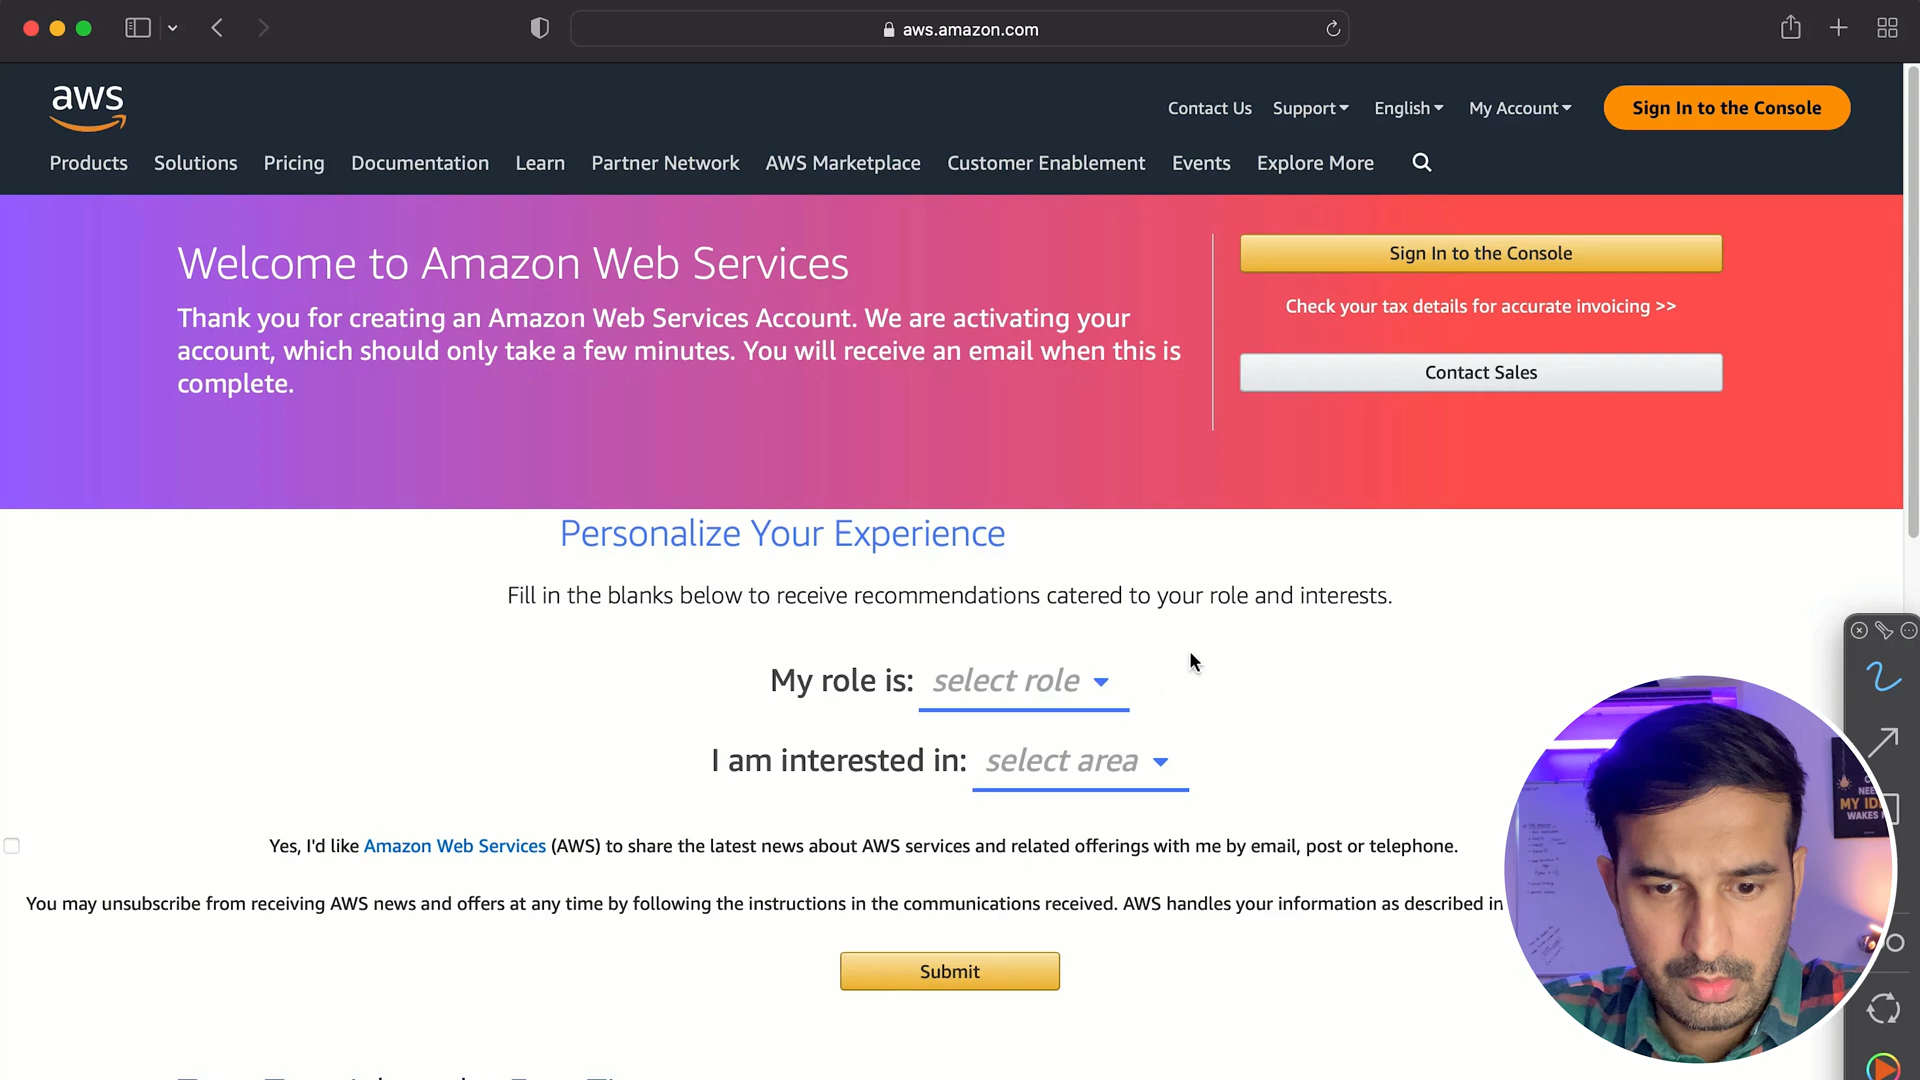 aws.amazon.com
aws
Contact Us Support English My Account Sign In to the Console
Products Solutions Pricing Documentation Learn Partner Network AWS Marketplace Customer Enablement Events Explore More
Welcome to Amazon Web Services
Thank you for creating an Amazon Web Services Account. We are activating your
account, which should only take a few minutes. You will receive an email when this is
complete.
Sign In to the Console
Check your tax details for accurate invoicing >>
Contact Sales
Personalize Your Experience
Fill in the blanks below to receive recommendations catered to your role and interests.
My role is: select role
I am interested in: select area
Yes, I'd like Amazon Web Services (AWS) to share the latest news about AWS services and related offerings with me by email, post or telephone.
You may unsubscribe from receiving AWS news and offers at any time by following the instructions in the communications received. AWS handles your information as described in
Submit
MY
WAKES